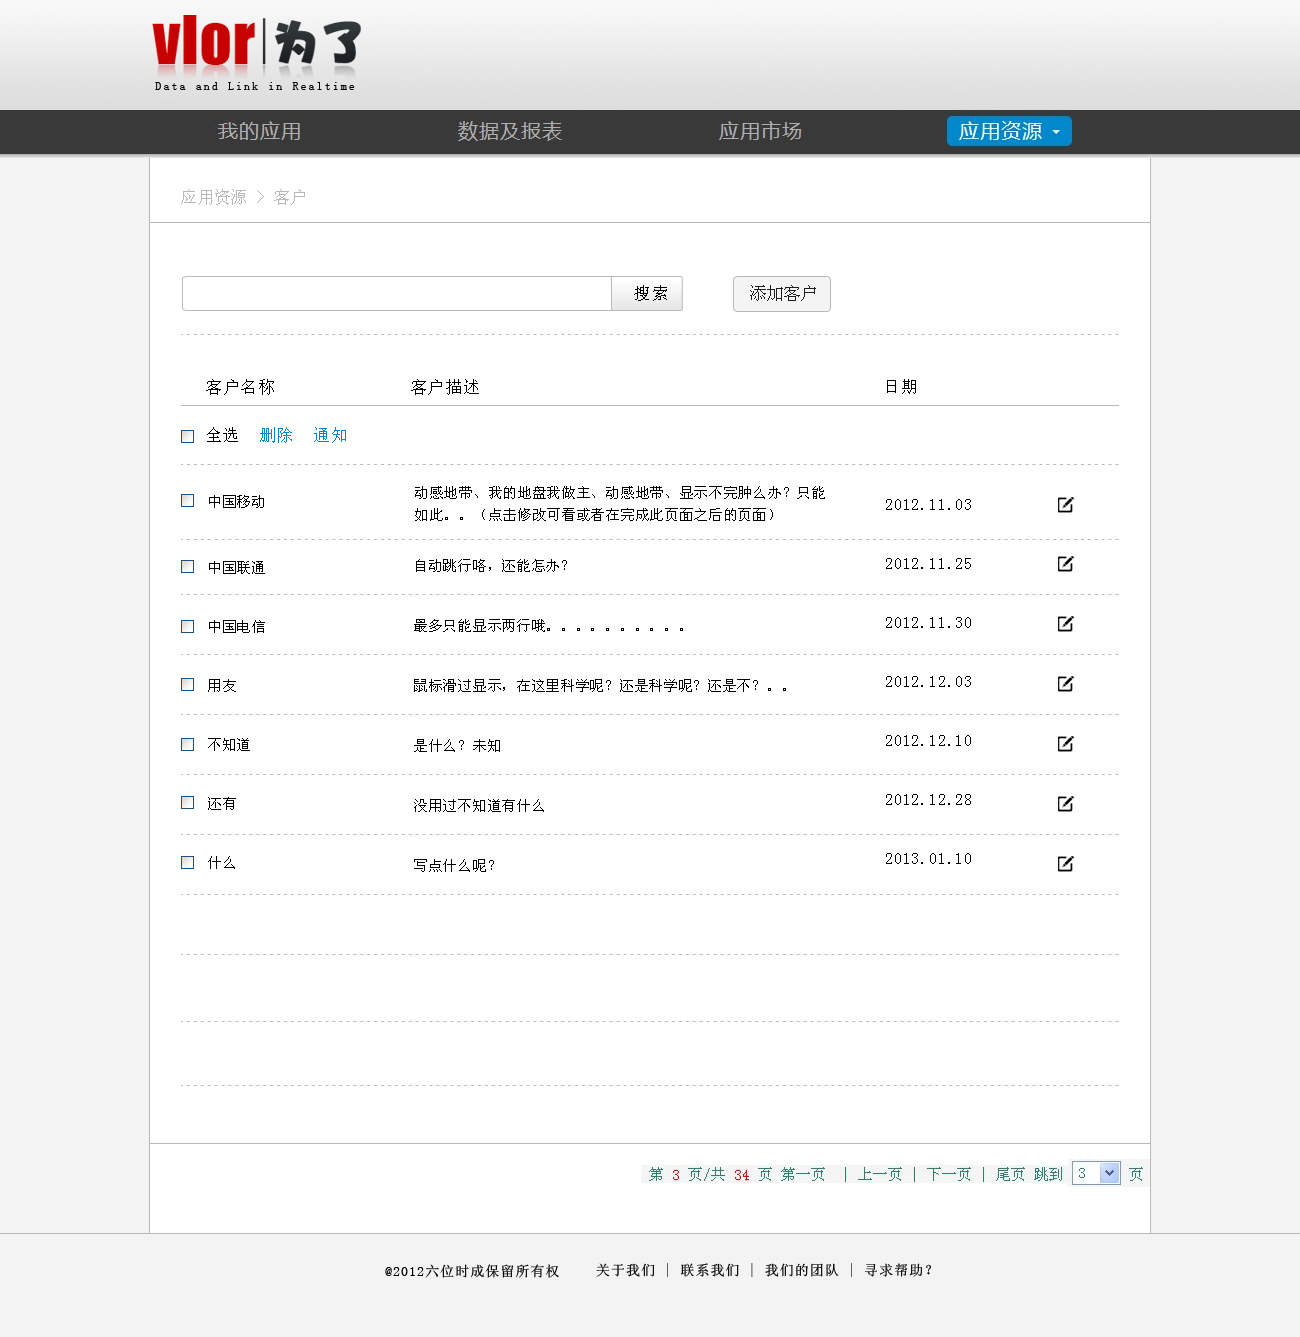 vlor|为了
Data and Link in Realtime
我的应用 数据及报表 应用市场 应用资源
应用资源 > 客户
搜索 添加客户
客户名称 客户描述 日期
全选 删除 通知
中国移动 动感地带、我的地盘我做主、动感地带、显示不完肿么办？只能 2012.11.03
如此。。（点击修改可看或者在完成此页面之后的页面）
中国联通 自动跳行咯，还能怎办？ 2012.11.25
中国电信 最多只能显示两行哦。。。。。。。。。。 2012.11.30
用友 鼠标滑过显示，在这里科学呢？还是科学呢？还是不？。。 2012.12.03
不知道 是什么？未知 2012.12.10
还有 没用过不知道有什么 2012.12.28
什么 写点什么呢？ 2013.01.10
第 3 页/共 34 页 第一页 | 上一页 | 下一页 | 尾页 跳到 3 页
@2012六位时成保留所有权 关于我们 | 联系我们 | 我们的团队 | 寻求帮助？